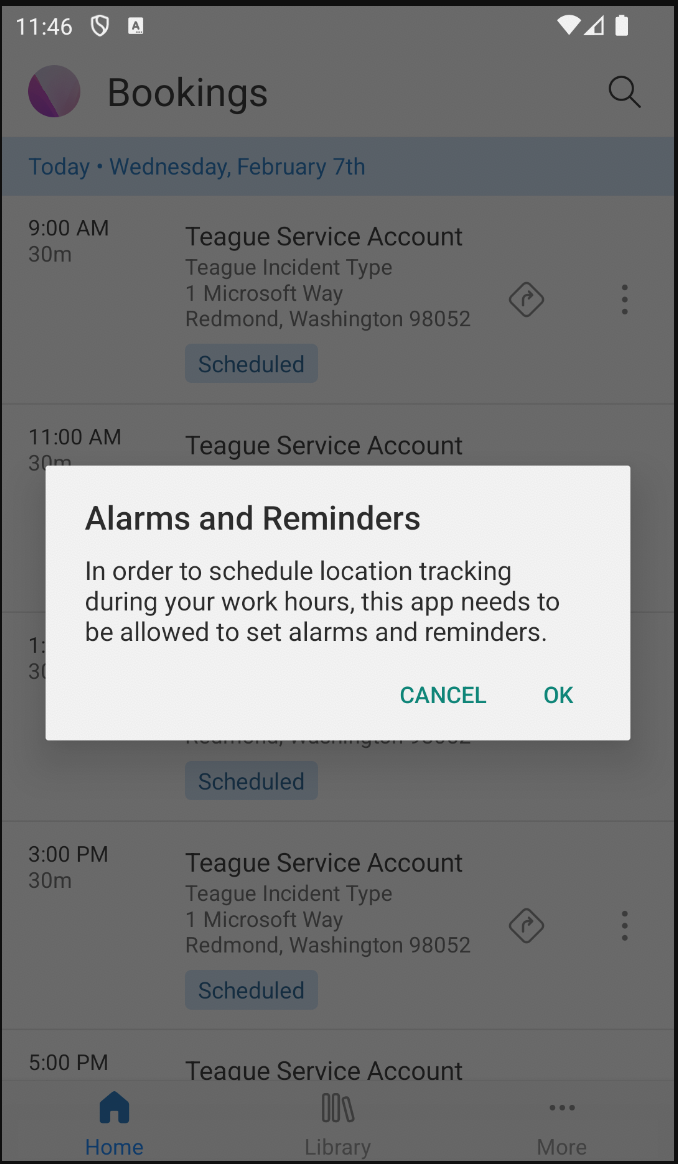 11:46
Bookings
Today • Wednesday, February 7th
9:00 AM
30m
Teague Service Account
Teague Incident Type
1 Microsoft Way
Redmond, Washington 98052
Scheduled
11:00 AM
30m
Teague Service Account
Alarms and Reminders
In order to schedule location tracking
during your work hours, this app needs to
be allowed to set alarms and reminders.
CANCEL
OK
Redmond, Washington 98052
Scheduled
3:00 PM
30m
Teague Service Account
Teague Incident Type
1 Microsoft Way
Redmond, Washington 98052
Scheduled
5:00 PM
Teague Service Account
Home
Library
More